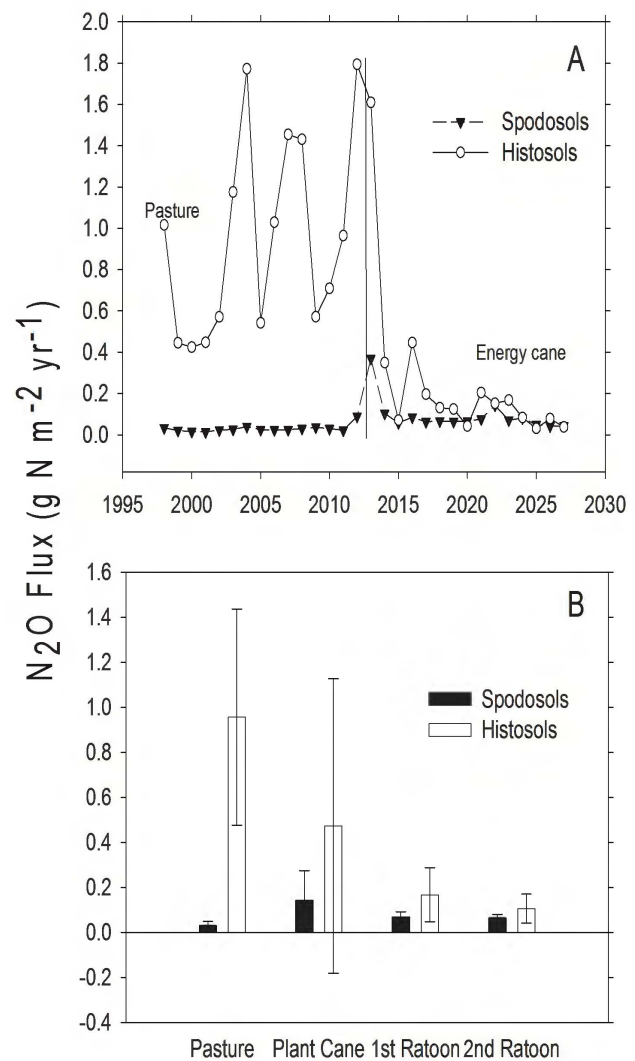 N2O Flux (g N m-2 yr-1)
A
2.0
1.8
1.6
1.4
1.2
1.0
0.8
0.6
0.4
0.2
0.0
Spodosols
Histosols
Pasture
Energy cane
1995 2000 2005 2010 2015 2020 2025 2030
B
1.6
1.4
1.2
1.0
0.8
0.6
0.4
0.2
0.0
-0.2
-0.4
Spodosols
Histosols
Pasture Plant Cane 1st Ratoon 2nd Ratoon